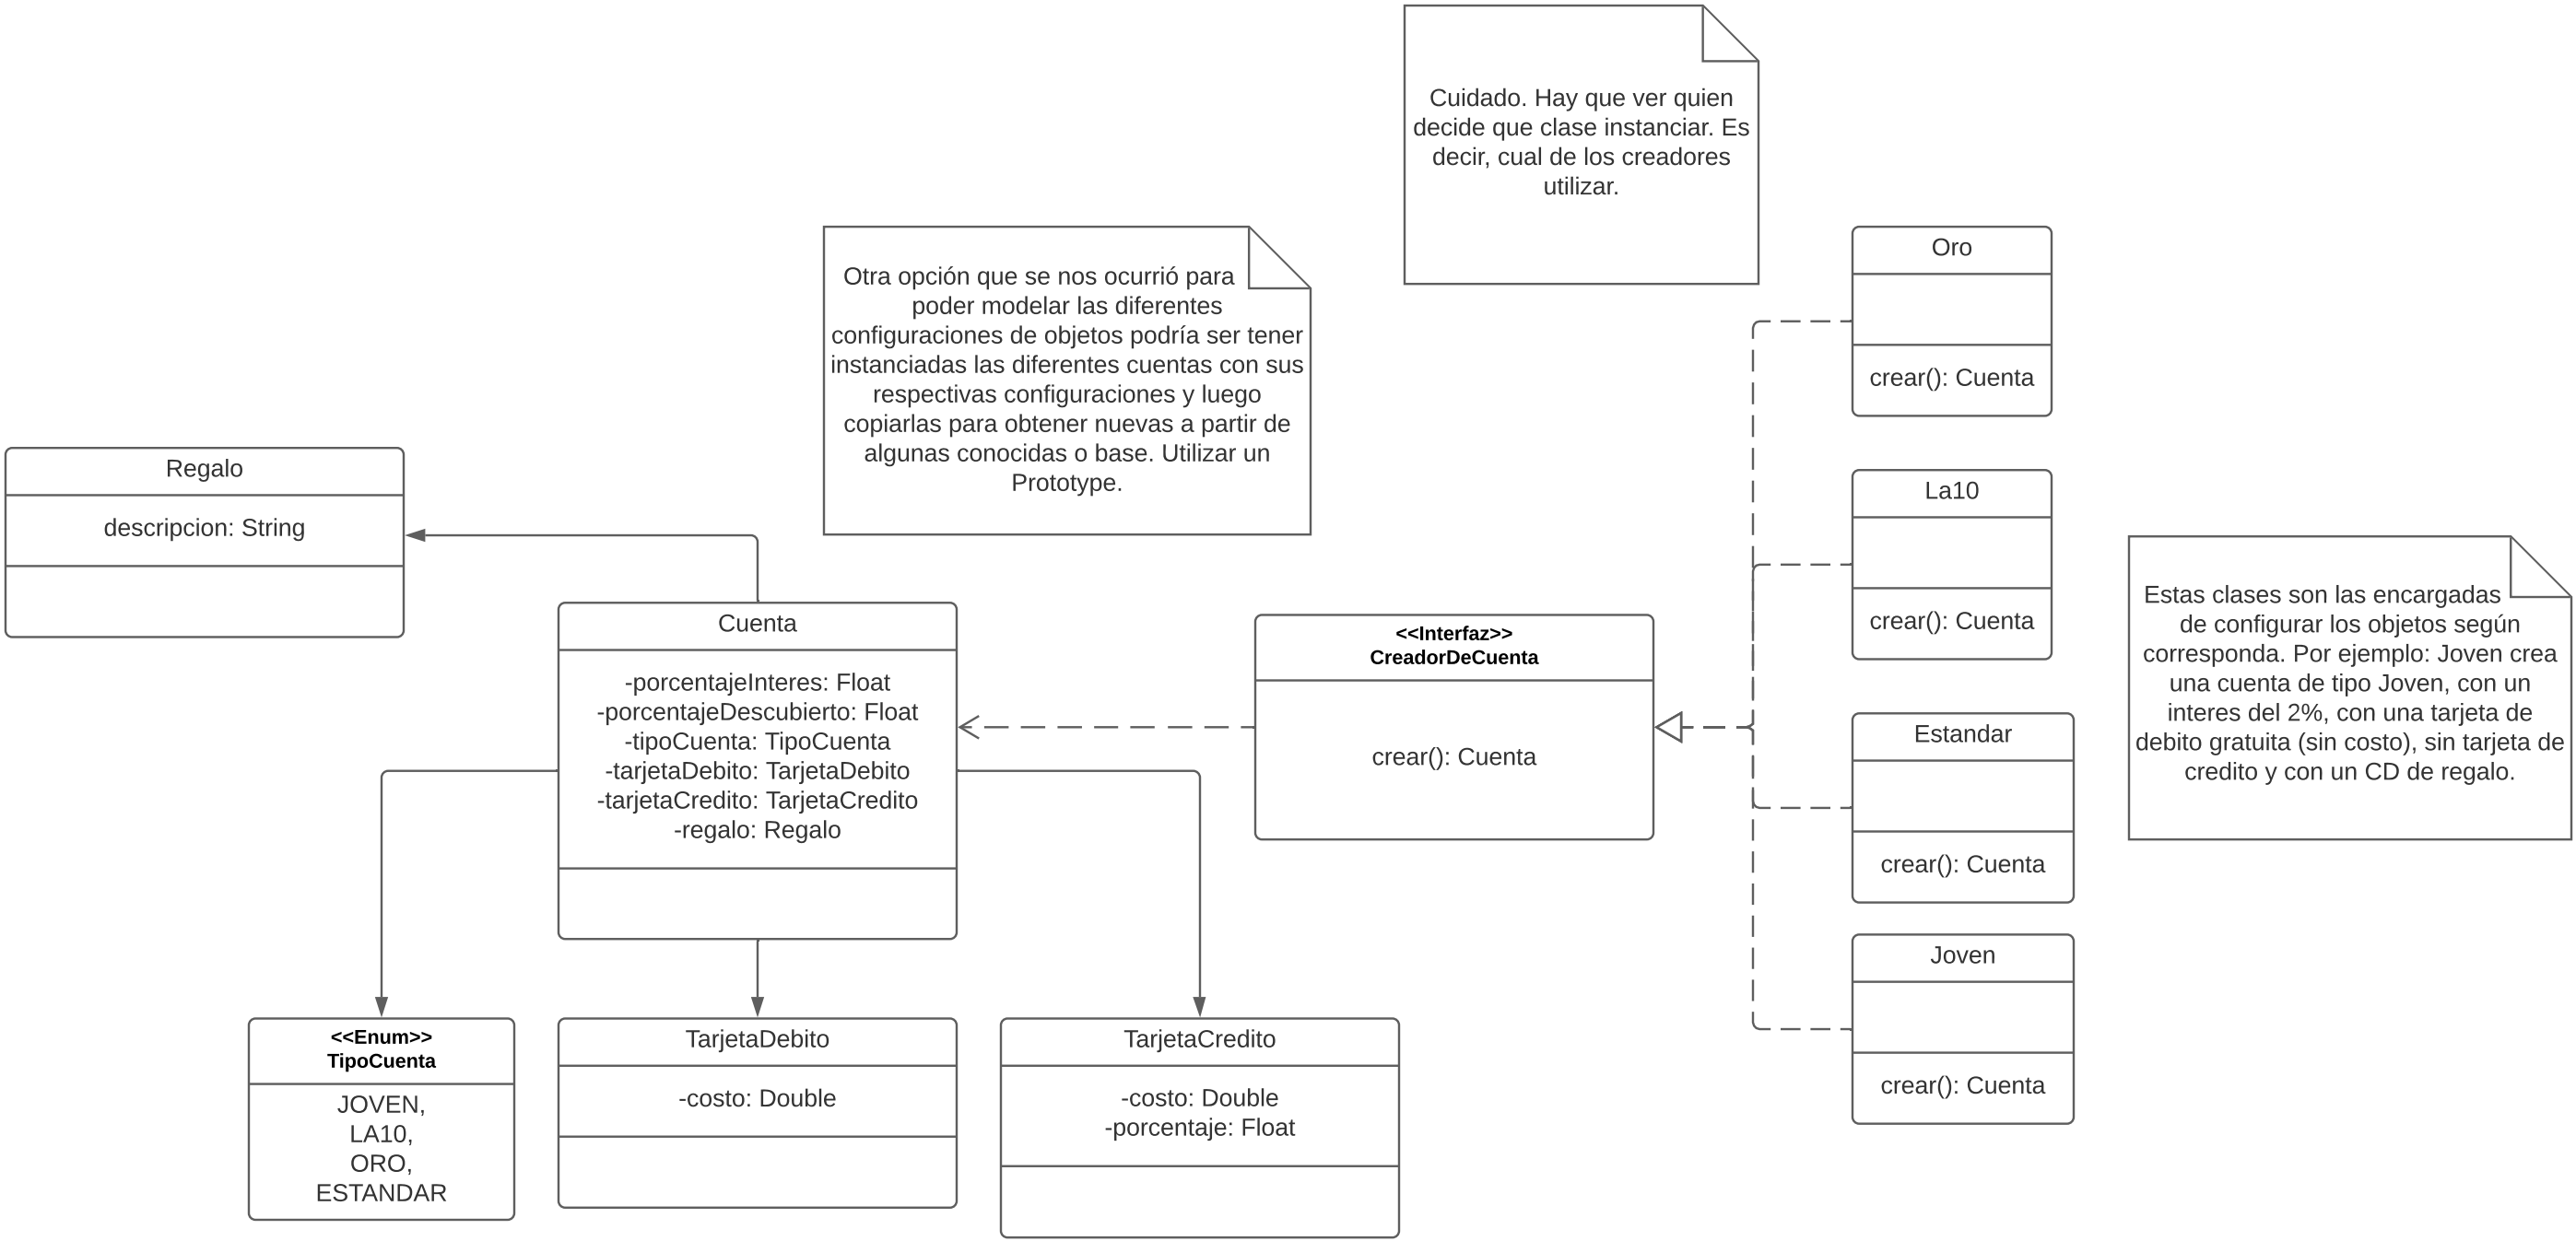 Cuidado. Hay que ver quien
decide que clase instanciar. Es
decir, cual de los creadores
utilizar.
Otra opción que se nos ocurrió para
poder modelar las diferentes
configuraciones de objetos podría ser tener
instanciadas las diferentes cuentas con sus
respectivas configuraciones y luego
copiarlas para obtener nuevas a partir de
algunas conocidas o base. Utilizar un
Prototype.
Oro
crear(): Cuenta
La10
crear(): Cuenta
Estandar
crear(): Cuenta
Joven
crear(): Cuenta
Estas clases son las encargadas
de configurar los objetos según
corresponda. Por ejemplo: Joven crea
una cuenta de tipo Joven, con un
interes del 2%, con una tarjeta de
debito gratuita (sin costo), sin tarjeta de
credito y con un CD de regalo.
Regalo
descripcion: String
Cuenta
-porcentajeInteres: Float
-porcentajeDescubierto: Float
-tipoCuenta: TipoCuenta
-tarjetaDebito: TarjetaDebito
-tarjetaCredito: TarjetaCredito
-regalo: Regalo
<<Interfaz>>
CreadorDeCuenta
crear(): Cuenta
<<Enum>>
TipoCuenta
JOVEN,
LA10,
ORO,
ESTANDAR
TarjetaDebito
-costo: Double
TarjetaCredito
-costo: Double
-porcentaje: Float